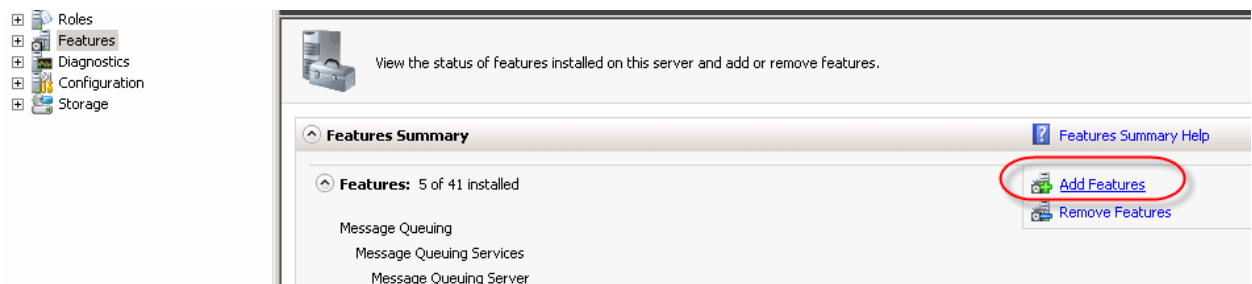 Roles
Features
Diagnostics
Configuration
Storage
View the status of features installed on this server and add or remove features.
Features Summary
Features Summary Help
Features: 5 of 41 installed
Add Features
Remove Features
Message Queuing
Message Queuing Services
Message Queuing Server